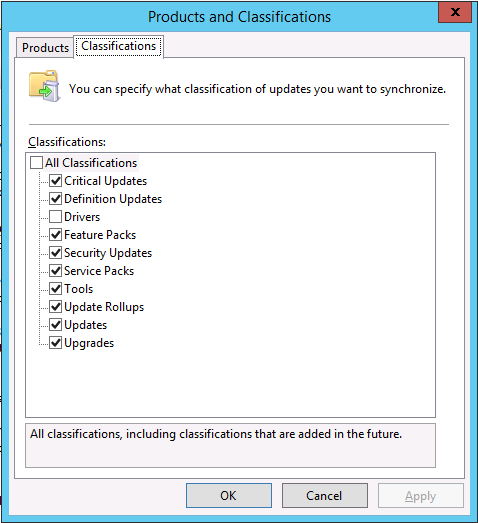 Products and Classifications
x
Products
Classifications
You can specify what classification of updates you want to synchronize.
Classifications:
All Classifications
Critical Updates
Definition Updates
Drivers
Feature Packs
Security Updates
Service Packs
Tools
Update Rollups
Updates
Upgrades
All classifications, including classifications that are added in the future.
OK
Cancel
Apply